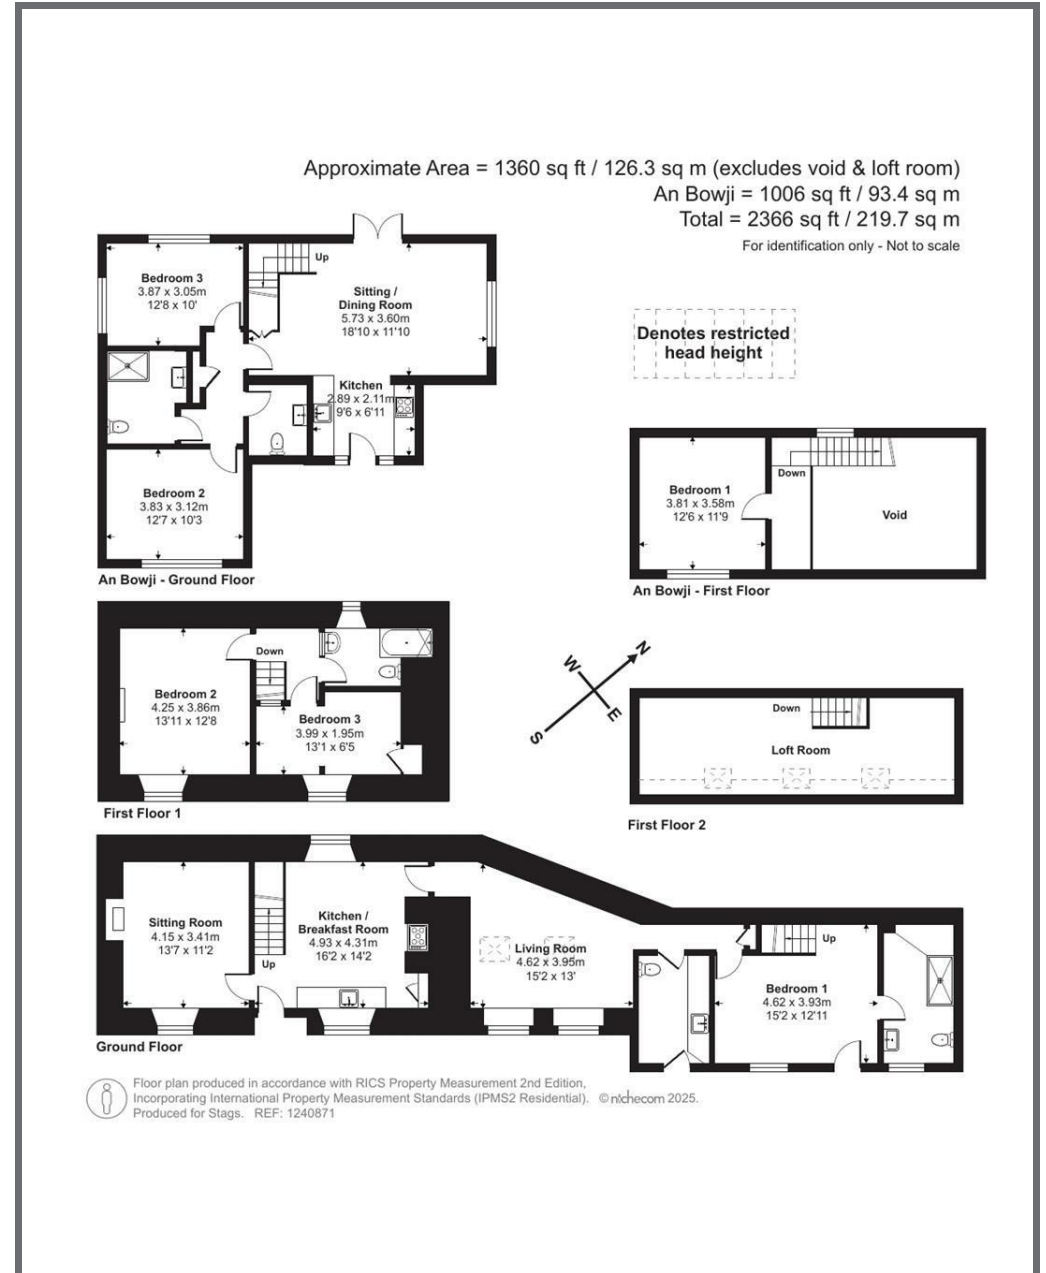 Approximate Area = 1360 sq ft / 126.3 sq m (excludes void & loft room)
An Bowji = 1006 sq ft / 93.4 sq m
Total = 2366 sq ft / 219.7 sq m
For identification only - Not to scale
Bedroom 3
3.87 x 3.05m
12'8 x 10'
Up
Sitting /
Dining Room
5.73 x 3.60m
18'10 x 11'10
Kitchen
2.89 x 2.11m
9'6 x 6'11
Bedroom 2
3.83 x 3.12m
12'7 x 10'3
An Bowji - Ground Floor
Denotes restricted
head height
Bedroom 1
3.81 x 3.58m
12'6 x 11'9
Down
Void
An Bowji - First Floor
Bedroom 2
4.25 x 3.86m
13'11 x 12'8
Down
Bedroom 3
3.99 x 1.95m
13'1 x 6'5
First Floor 1
N
W
E
S
Down
Loft Room
First Floor 2
Sitting Room
4.15 x 3.41m
13'7 x 11'2
Up
Kitchen /
Breakfast Room
4.93 x 4.31m
16'2 x 14'2
Living Room
4.62 x 3.95m
15'2 x 13'
Up
Bedroom 1
4.62 x 3.93m
15'2 x 12'11
Ground Floor
Floor plan produced in accordance with RICS Property Measurement 2nd Edition,
Incorporating International Property Measurement Standards (IPMS2 Residential). © nichecom 2025.
Produced for Stags. REF: 1240871